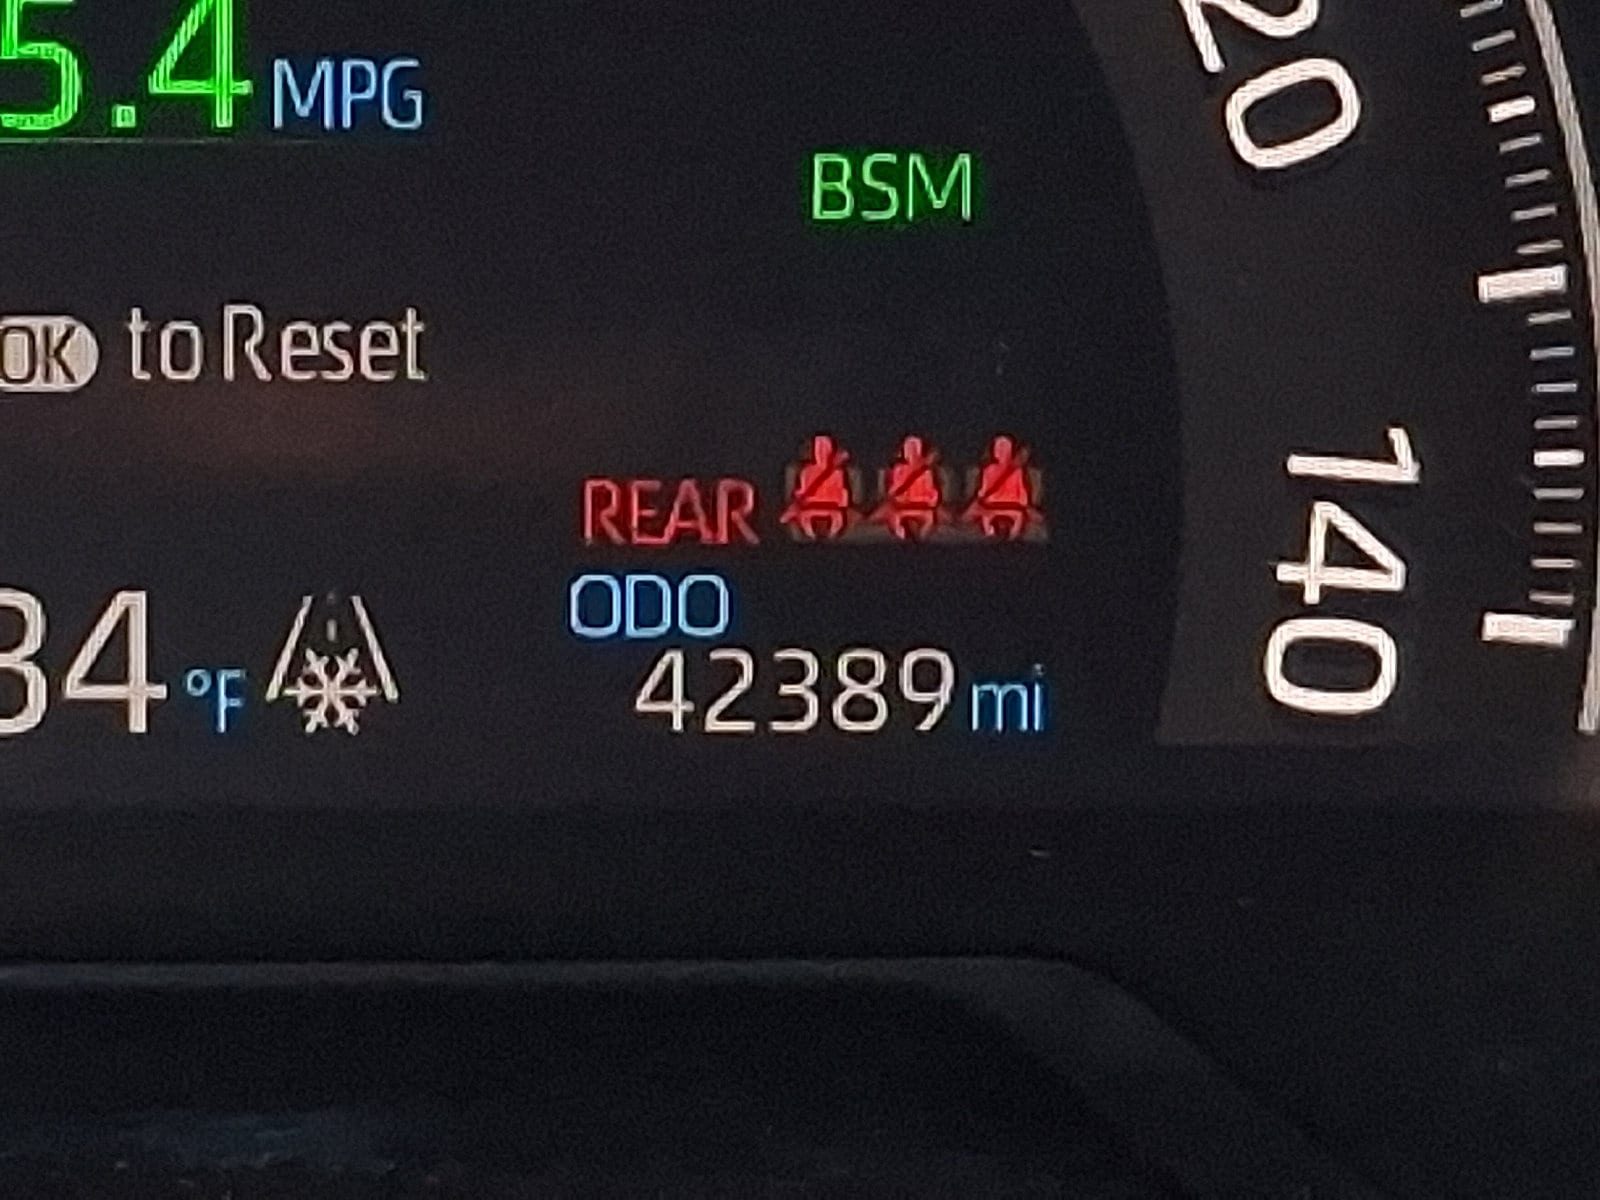 5.4 MPG
20
BSM
OK to Reset
REAR
140
ODO
34 °F
42389 mi